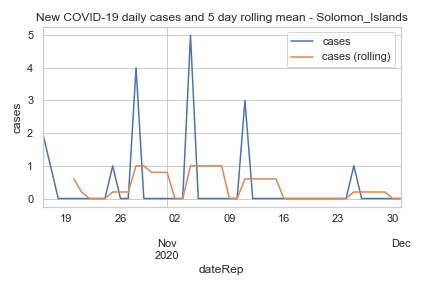 New COVID-19 daily cases and 5 day rolling mean - Solomon_Islands
cases
cases (rolling)
5
4
3
2
1
0
cases
19
26
02
09
16
23
30
Nov
2020
Dec
dateRep